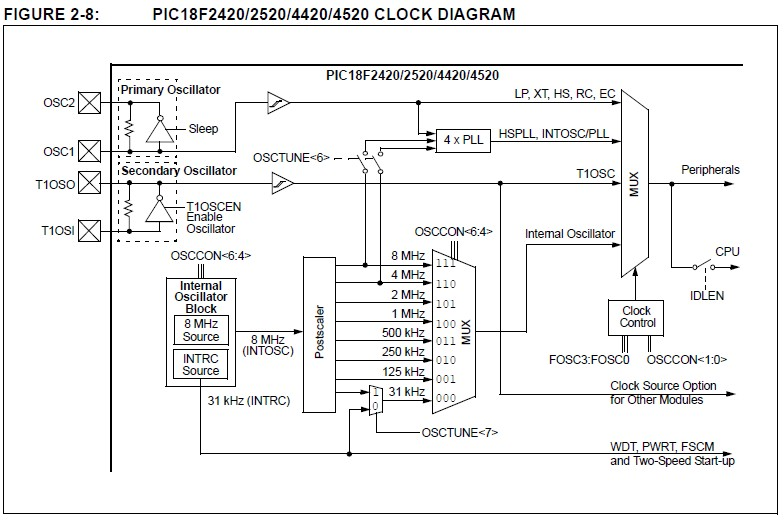 FIGURE 2-8: PIC18F2420/2520/4420/4520 CLOCK DIAGRAM
PIC18F2420/2520/4420/4520
Primary Oscillator
OSC2
Sleep
OSC1
LP, XT, HS, RC, EC
4 x PLL
HSPLL, INTOSC/PLL
OSCTUNE<6>
Secondary Oscillator
T1OSO
T1OSCEN
Enable
Oscillator
T1OSI
T1OSC
MUX
Peripherals
OSCCON<6:4>
Internal Oscillator
CPU
IDLEN
OSCCON<6:4>
Internal
Oscillator
Block
8 MHz
Source
INTRC
Source
8 MHz
(INTOSC)
31 kHz (INTRC)
Postscaler
8 MHz 111
4 MHz 110
2 MHz 101
1 MHz 100
500 kHz 011
250 kHz 010
125 kHz 001
31 kHz 000
1
0
MUX
OSCTUNE<7>
Clock
Control
FOSC3:FOSC0 OSCCON<1:0>
Clock Source Option
for Other Modules
WDT, PWRT, FSCM
and Two-Speed Start-up